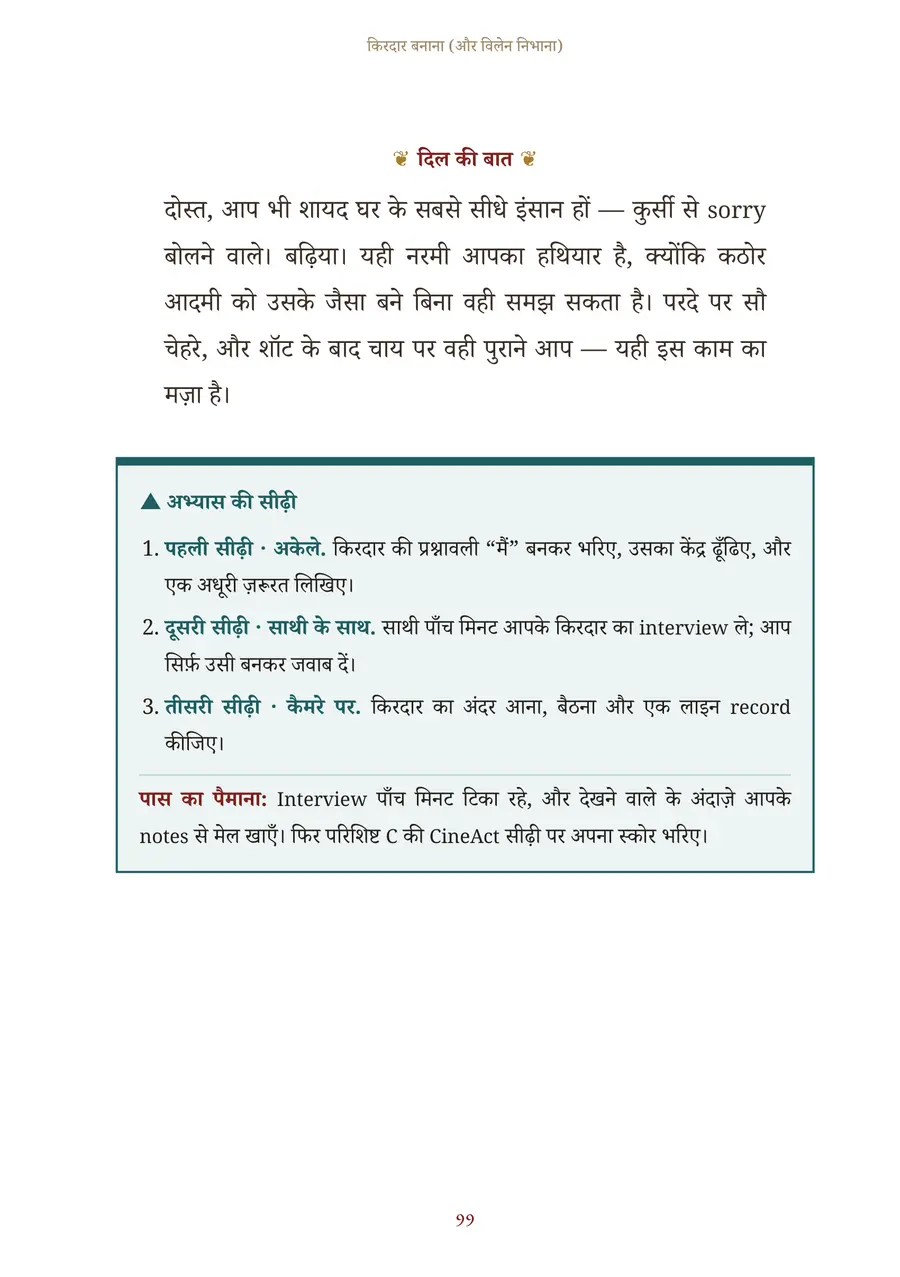 किरदार बनाना (और विलेन निभाना)
❦ दिल की बात ❦
दोस्त, आप भी शायद घर के सबसे सीधे इंसान हों — कुर्सी से sorry
बोलने वाले। बढ़िया। यही नरमी आपका हथियार है, क्योंकि कठोर
आदमी को उसके जैसा बने बिना वही समझ सकता है। परदे पर सौ
चेहरे, और शॉट के बाद चाय पर वही पुराने आप — यही इस काम का
मज़ा है।
▲ अभ्यास की सीढ़ी
1. पहली सीढ़ी · अकेले. किरदार की प्रश्नावली “मैं” बनकर भरिए, उसका केंद्र ढूँढिए, और
एक अधूरी ज़रूरत लिखिए।
2. दूसरी सीढ़ी · साथी के साथ. साथी पाँच मिनट आपके किरदार का interview ले; आप
सिर्फ़ उसी बनकर जवाब दें।
3. तीसरी सीढ़ी · कैमरे पर. किरदार का अंदर आना, बैठना और एक लाइन record
कीजिए।
पास का पैमाना: Interview पाँच मिनट टिका रहे, और देखने वाले के अंदाज़े आपके
notes से मेल खाएँ। फिर परिशिष्ट C की CineAct सीढ़ी पर अपना स्कोर भरिए।
99